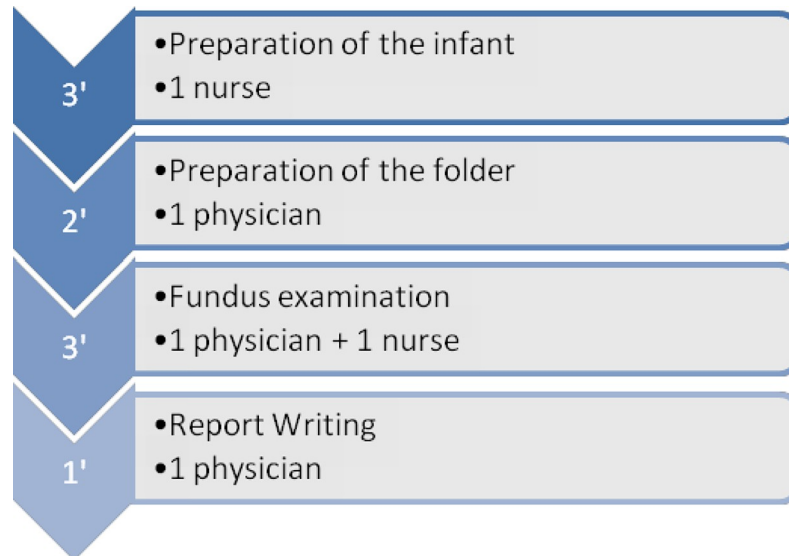 3'
•Preparation of the infant
•1 nurse
2'
•Preparation of the folder
•1 physician
3'
•Fundus examination
•1 physician + 1 nurse
1'
•Report Writing
•1 physician